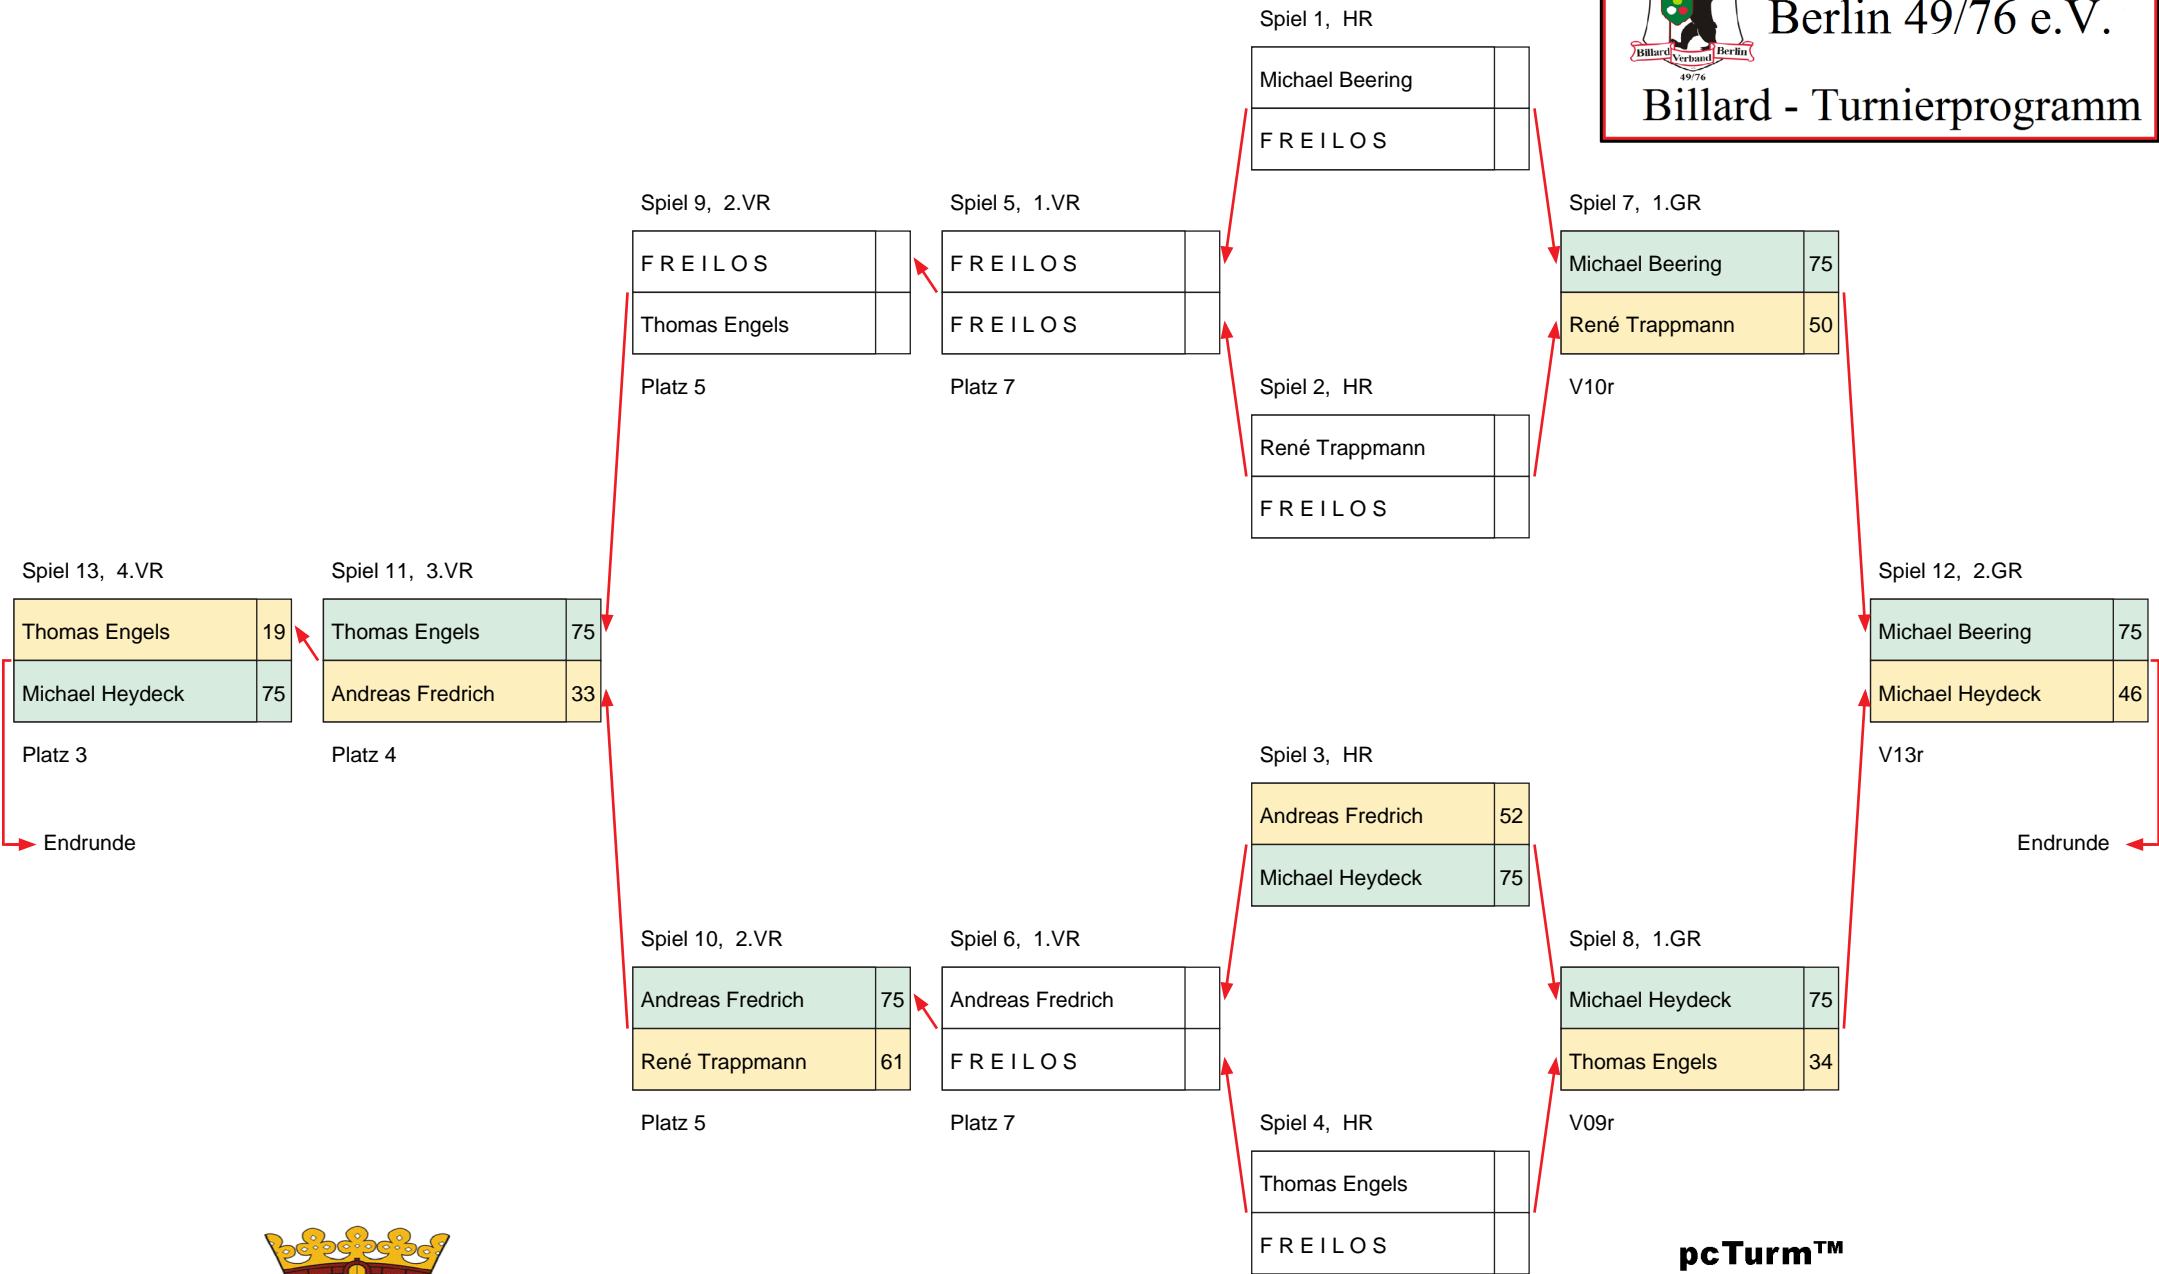 Berlin 49/76 e.V.
Billard
Verband
Berlin
49/76
Billard - Turnierprogramm
Spiel 1, HR
Michael Beering
F R E I L O S
Spiel 9, 2.VR
F R E I L O S
Thomas Engels
Platz 5
Spiel 5, 1.VR
F R E I L O S
F R E I L O S
Platz 7
Spiel 7, 1.GR
Michael Beering 75
René Trappmann 50
V10r
Spiel 2, HR
René Trappmann
F R E I L O S
Spiel 13, 4.VR
Thomas Engels 19
Michael Heydeck 75
Platz 3
Endrunde
Spiel 11, 3.VR
Thomas Engels 75
Andreas Fredrich 33
Platz 4
Spiel 12, 2.GR
Michael Beering 75
Michael Heydeck 46
V13r
Endrunde
Spiel 3, HR
Andreas Fredrich 52
Michael Heydeck 75
Spiel 10, 2.VR
Andreas Fredrich 75
René Trappmann 61
Platz 5
Spiel 6, 1.VR
Andreas Fredrich
F R E I L O S
Platz 7
Spiel 8, 1.GR
Michael Heydeck 75
Thomas Engels 34
V09r
Spiel 4, HR
Thomas Engels
F R E I L O S
pcTurm™